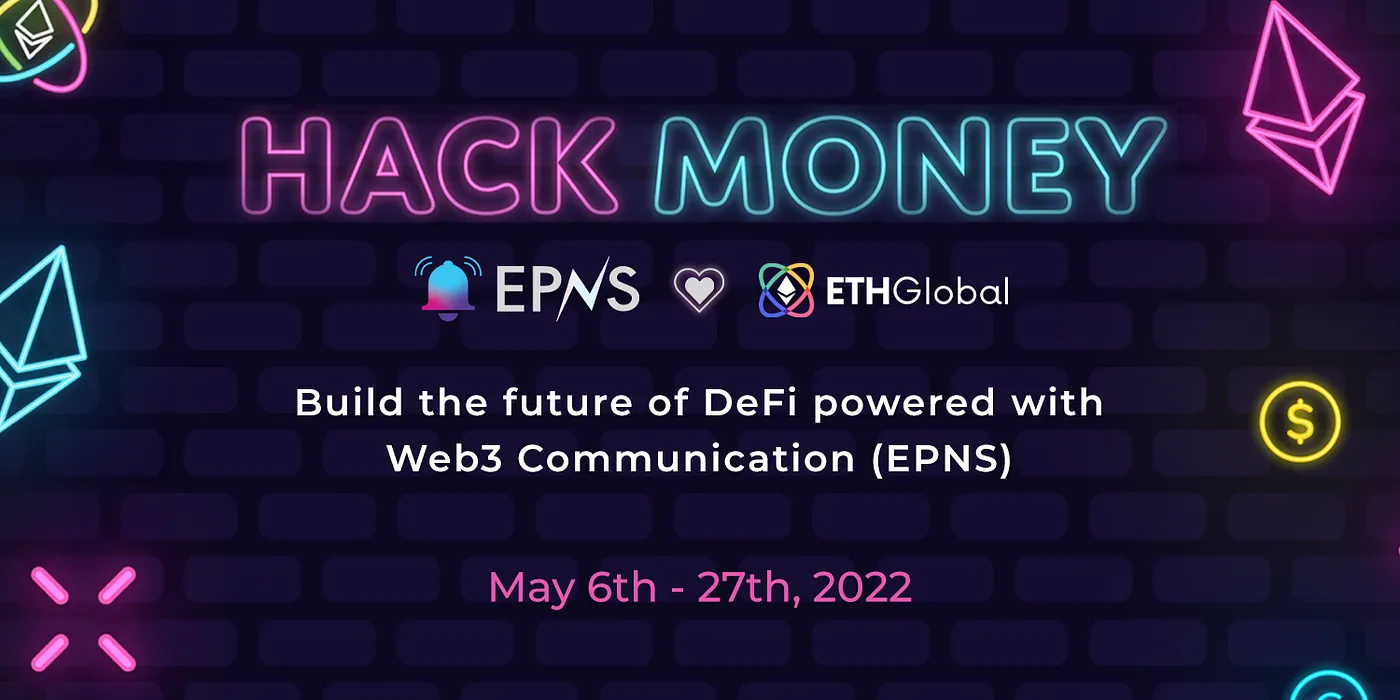 HACK MONEY
EPNS ETHGlobal
Build the future of DeFi powered with
Web3 Communication (EPNS)
$
May 6th - 27th, 2022